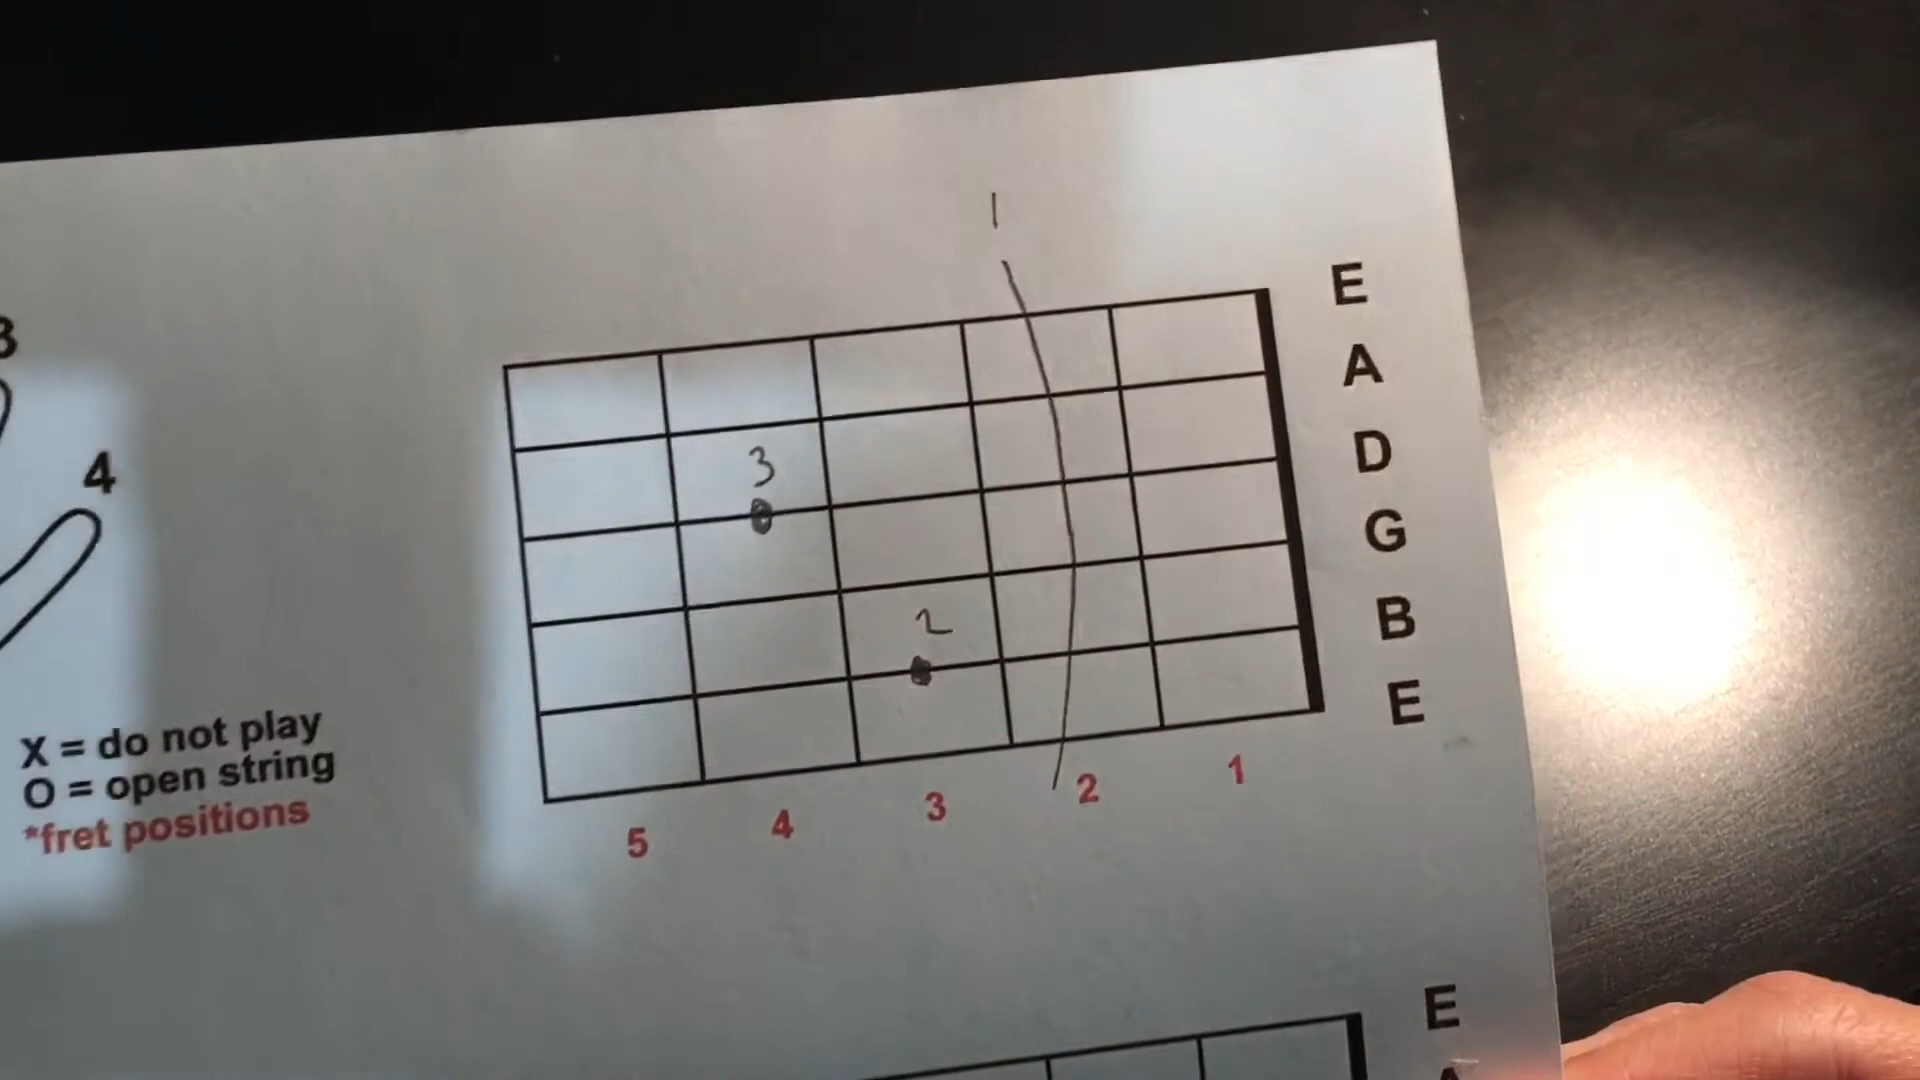 1
E
A
D
G
B
E
3
2
3
4
X = do not play
O = open string
*fret positions
5 4 3 2 1
E